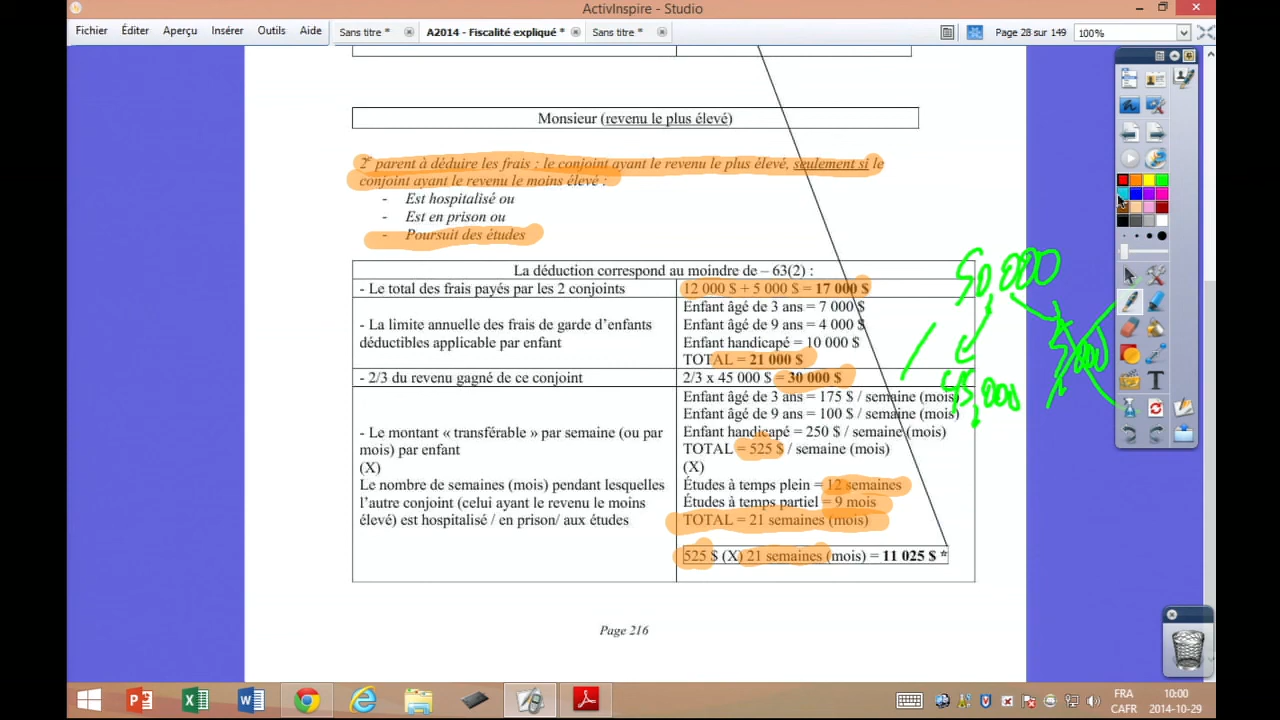 ActivInspire - Studio
Fichier Éditer Aperçu Insérer Outils Aide Sans titre * A2014 - Fiscalité expliqué * Sans titre * Page 28 sur 149 100%
Monsieur (revenu le plus élevé)
2e parent à déduire les frais : le conjoint ayant le revenu le plus élevé, seulement si le
conjoint ayant le revenu le moins élevé :
- Est hospitalisé ou
- Est en prison ou
- Poursuit des études
La déduction correspond au moindre de – 63(2) :
- Le total des frais payés par les 2 conjoints
12 000 $ + 5 000 $ = 17 000 $
- La limite annuelle des frais de garde d’enfants
déductibles applicable par enfant
Enfant âgé de 3 ans = 7 000 $
Enfant âgé de 9 ans = 4 000 $
Enfant handicapé = 10 000 $
TOTAL = 21 000 $
- 2/3 du revenu gagné de ce conjoint
2/3 x 45 000 $ = 30 000 $
- Le montant « transférable » par semaine (ou par
mois) par enfant
(X)
Le nombre de semaines (mois) pendant lesquelles
l’autre conjoint (celui ayant le revenu le moins
élevé) est hospitalisé / en prison/ aux études
Enfant âgé de 3 ans = 175 $ / semaine (mois)
Enfant âgé de 9 ans = 100 $ / semaine (mois)
Enfant handicapé = 250 $ / semaine (mois)
TOTAL = 525 $ / semaine (mois)
(X)
Études à temps plein = 12 semaines
Études à temps partiel = 9 mois
TOTAL = 21 semaines (mois)
525 $ (X) 21 semaines (mois) = 11 025 $ *
50,000
45,000
Page 216
FRA
CAFR
10:00
2014-10-29